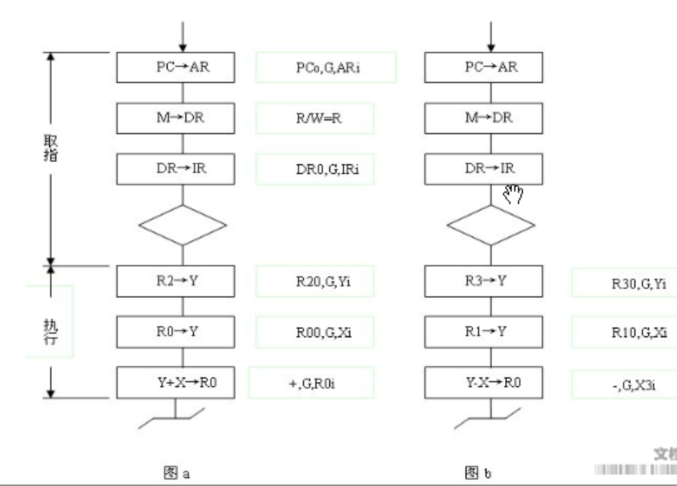 PC→AR
PCo,G,ARi
PC→AR
M→DR
R/W=R
M→DR
取指
DR→IR
DR0,G,IRi
DR→IR
R2→Y
R20,G,Yi
R3→Y
R30,G,Yi
执行
R0→Y
R00,G,Xi
R1→Y
R10,G,Xi
Y+X→R0
+,G,R0i
Y-X→R0
-,G,X3i
图 a
图 b
文档